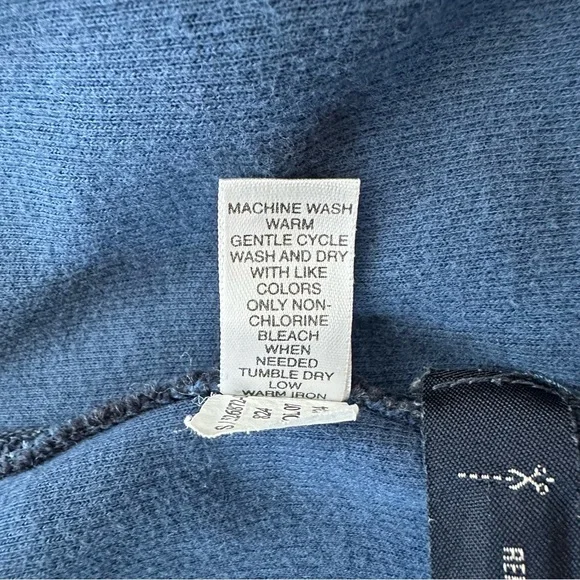 MACHINE WASH
WARM
GENTLE CYCLE
WASH AND DRY
WITH LIKE
COLORS
ONLY NON-
CHLORINE
BLEACH
WHEN
NEEDED
TUMBLE DRY
LOW
WARM IRON
824